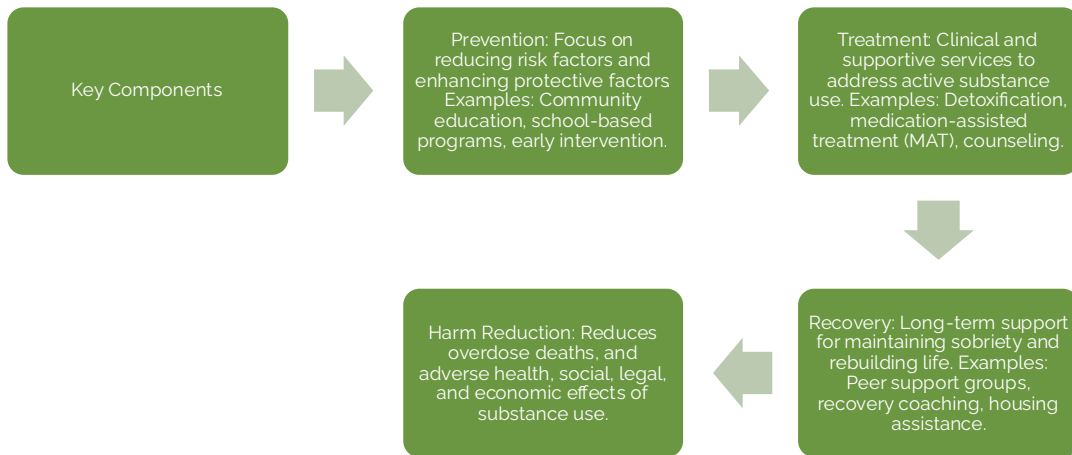 Key Components
Prevention: Focus on
reducing risk factors and
enhancing protective factors.
Examples: Community
education, school-based
programs, early intervention.
Treatment: Clinical and
supportive services to
address active substance
use. Examples: Detoxification,
medication-assisted
treatment (MAT), counseling.
Recovery: Long-term support
for maintaining sobriety and
rebuilding life. Examples:
Peer support groups,
recovery coaching, housing
assistance.
Harm Reduction: Reduces
overdose deaths, and
adverse health, social, legal,
and economic effects of
substance use.